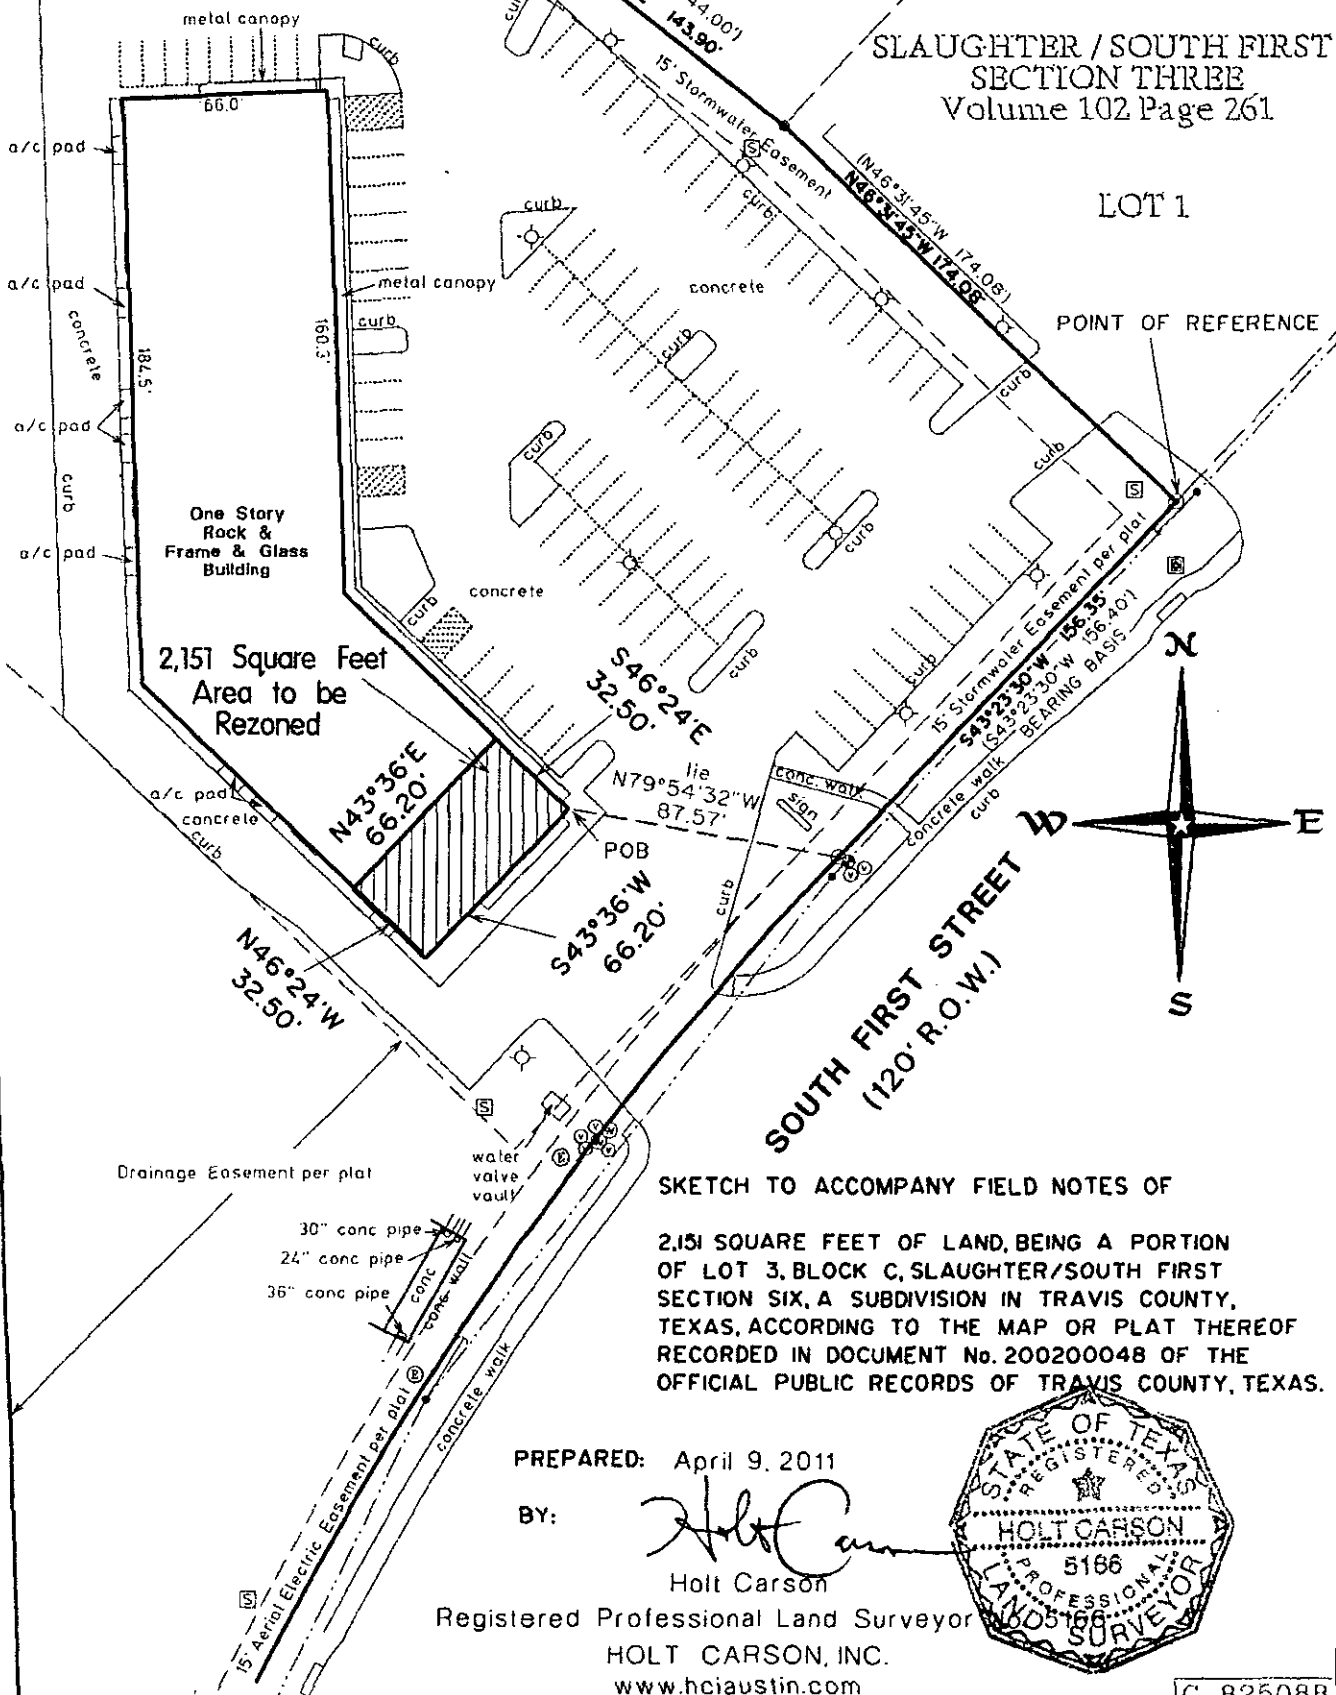 SLAUGHTER / SOUTH FIRST
SECTION THREE
Volume 102 Page 261
LOT 1
metal canopy
curb
143.90'
15' Stormwater Easement
66.0'
a/c pad
curb
curb
curb
(N46°31'45"W 174.08')
N46°31'45"W 174.08'
a/c pad
metal canopy
concrete
POINT OF REFERENCE
concrete
184.5'
160.3'
curb
curb
curb
a/c pad
curb
curb
curb
a/c pad
One Story
Rock &
Frame & Glass
Building
curb
concrete
curb
curb
curb
15' Stormwater Easement per plat
S43°23'30"W 156.35'
(S43°23'30"W 156.40')
BEARING BASIS
2,151 Square Feet
Area to be
Rezoned
S46°24'E
32.50'
N43°36'E
66.20'
tie
N79°54'32"W
87.57'
conc. walk
sign
concrete walk
curb
a/c pad
concrete
curb
POB
S43°36'W
66.20'
curb
N46°24'W
32.50'
N
W
E
S
SOUTH FIRST STREET
(120' R.O.W.)
Drainage Easement per plat
water
valve
vault
30" conc pipe
24" conc pipe
36" conc pipe
conc
conc wall
concrete walk
15' Aerial Electric Easement per plat
SKETCH TO ACCOMPANY FIELD NOTES OF
2,151 SQUARE FEET OF LAND, BEING A PORTION
OF LOT 3, BLOCK C, SLAUGHTER/SOUTH FIRST
SECTION SIX, A SUBDIVISION IN TRAVIS COUNTY,
TEXAS, ACCORDING TO THE MAP OR PLAT THEREOF
RECORDED IN DOCUMENT No. 200200048 OF THE
OFFICIAL PUBLIC RECORDS OF TRAVIS COUNTY, TEXAS.
PREPARED: April 9, 2011
BY: Holt Carson
Holt Carson
Registered Professional Land Surveyor No. 5166
HOLT CARSON, INC.
www.hciaustin.com
STATE OF TEXAS
REGISTERED
HOLT CARSON
5166
PROFESSIONAL
LAND SURVEYOR